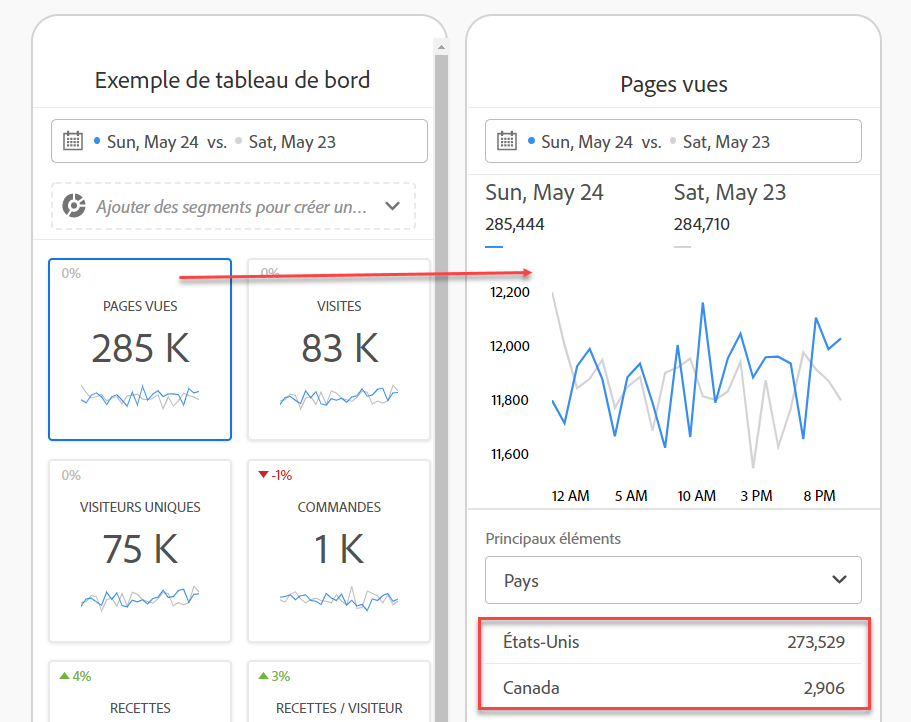 Exemple de tableau de bord
Sun, May 24 vs. Sat, May 23
Ajouter des segments pour créer un...
0%
PAGES VUES
285 K
0%
VISITES
83 K
0%
VISITEURS UNIQUES
75 K
-1%
COMMANDES
1 K
4%
RECETTES
3%
RECETTES / VISITEUR
Pages vues
Sun, May 24 vs. Sat, May 23
Sun, May 24
285,444
Sat, May 23
284,710
12,200
12,000
11,800
11,600
12 AM 5 AM 10 AM 3 PM 8 PM
Principaux éléments
Pays
États-Unis 273,529
Canada 2,906